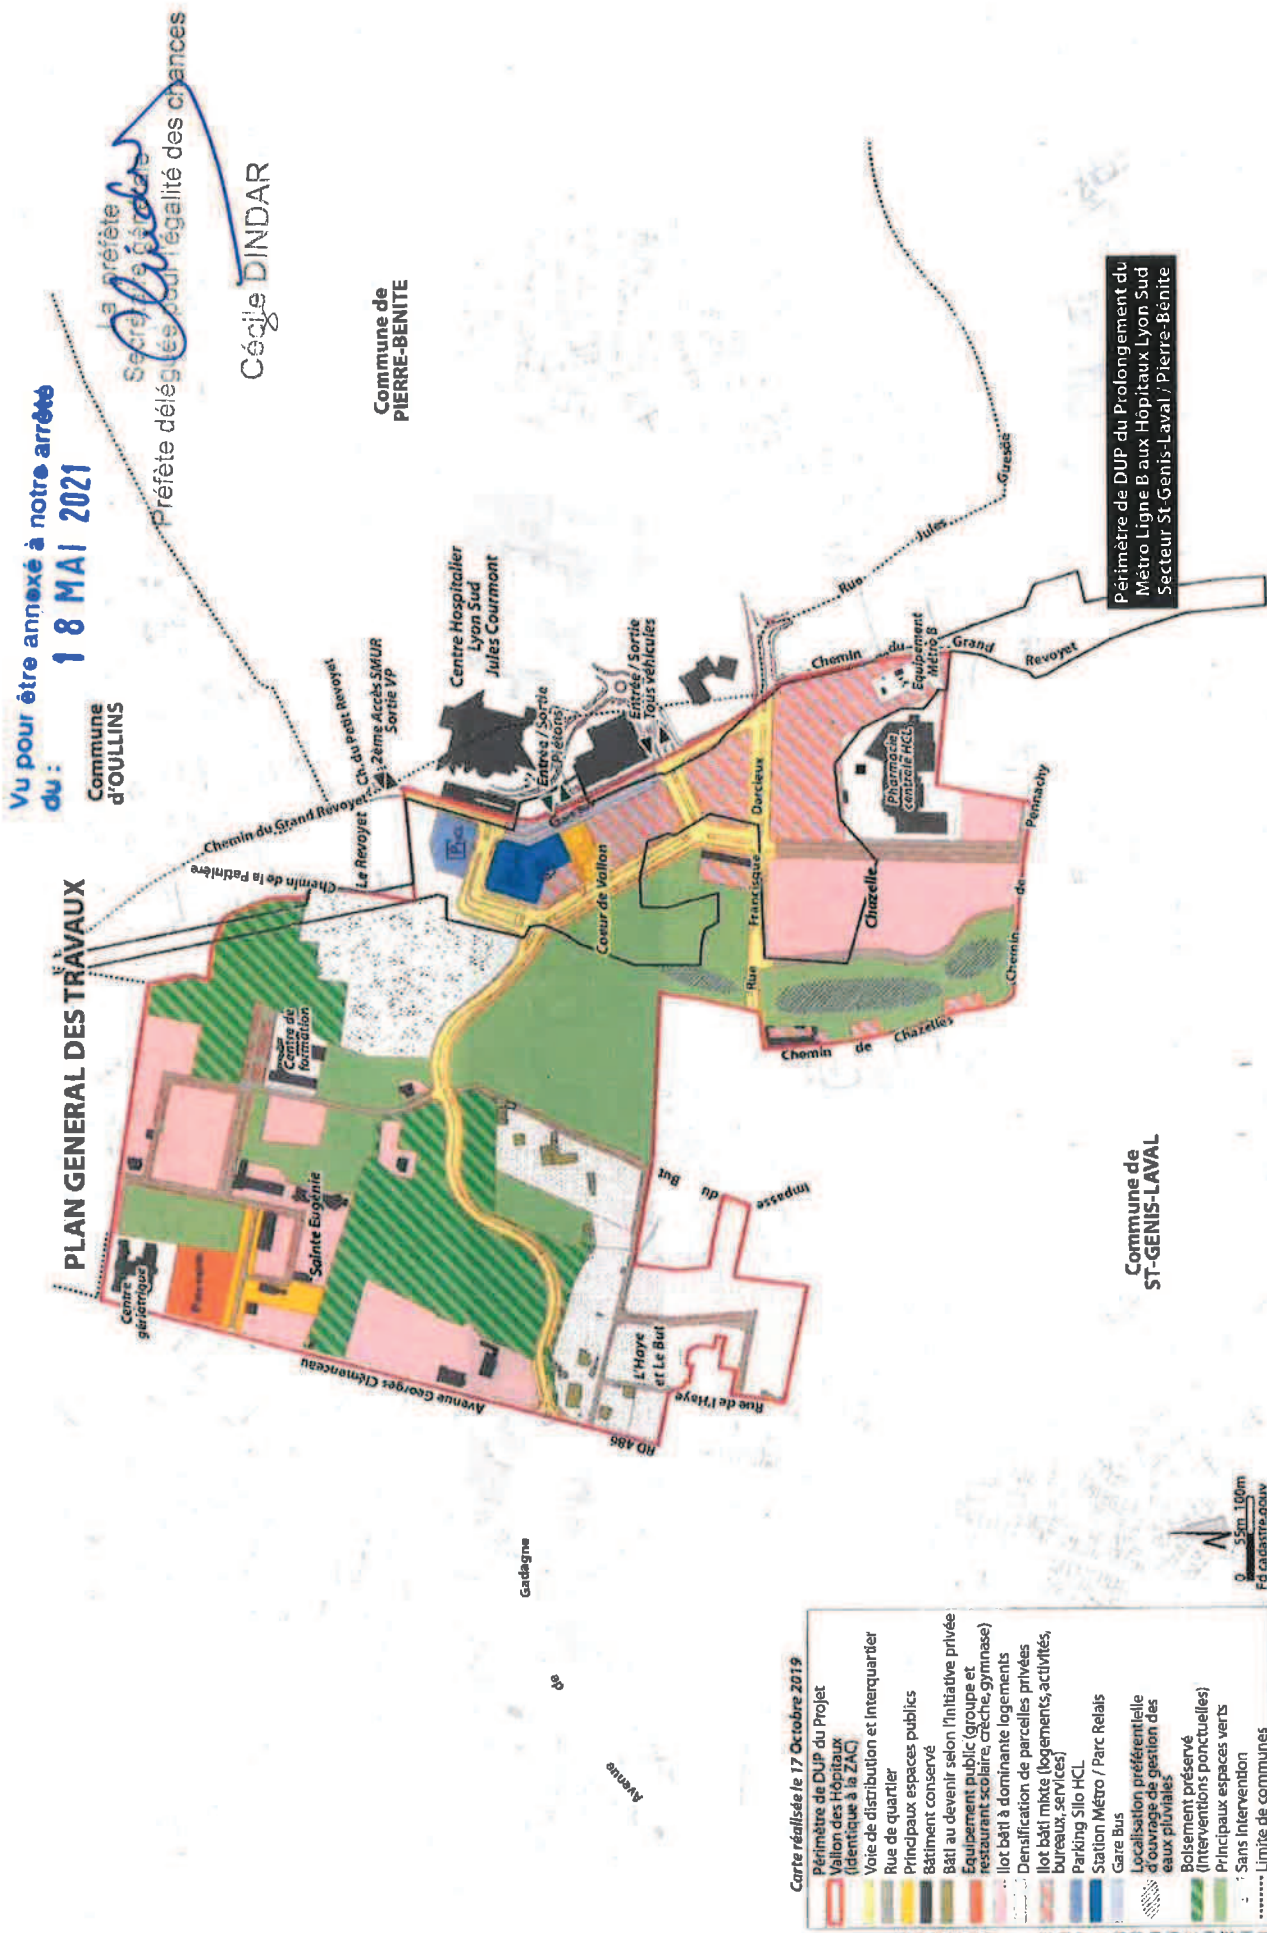 Vu pour être annexé à notre arrêté
du :
18 MAI 2021
La préfète
Secrétaire générale
Préfète déléguée pour l'égalité des chances
Cécile DINDAR
PLAN GENERAL DES TRAVAUX
Commune
d'OULLINS
Commune de
PIERRE-BENITE
Commune de
ST-GENIS-LAVAL
Périmètre de DUP du Prolongement du
Métro Ligne B aux Hôpitaux Lyon Sud
Secteur St-Genis-Laval / Pierre-Bénite
Chemin du Grand Revoyet
Ch. du Petit Revoyet
Chemin de la Patinière
Le Revoyet
2ème Accès SMUR
Sortie VP
Centre Hospitalier
Lyon Sud
Jules Courmont
Entrée / Sortie
Piétons
Entrée / Sortie
Tous véhicules
Rue Jules Guesde
Chemin du Grand Revoyet
Equipement
Métro B
Pharmacie
centrale HCL
Chemin de Pennachy
Chazelle
Rue Francisque Darcieux
Coeur de Vallon
Chemin de Chazelles
Centre de
formation
Sainte Eugénie
Centre
gériatrique
Avenue Georges Clémenceau
L'Haye
et Le But
Rue de l'Haye
RD 486
Impasse du But
Avenue de Gadagne
N
0 55m 100m
Fd cadastre.gouv
Carte réalisée le 17 Octobre 2019
Périmètre de DUP du Projet
Vallon des Hôpitaux
(identique à la ZAC)
Voie de distribution et interquartier
Rue de quartier
Principaux espaces publics
Bâtiment conservé
Bâti au devenir selon l'initiative privée
Equipement public (groupe et
restaurant scolaire, crèche, gymnase)
Ilot bâti à dominante logements
Densification de parcelles privées
Ilot bâti mixte (logements, activités,
bureaux, services)
Parking Silo HCL
Station Métro / Parc Relais
Gare Bus
Localisation préférentielle
d'ouvrage de gestion des
eaux pluviales
Boisement préservé
(Interventions ponctuelles)
Principaux espaces verts
Sans Intervention
Limite de communes